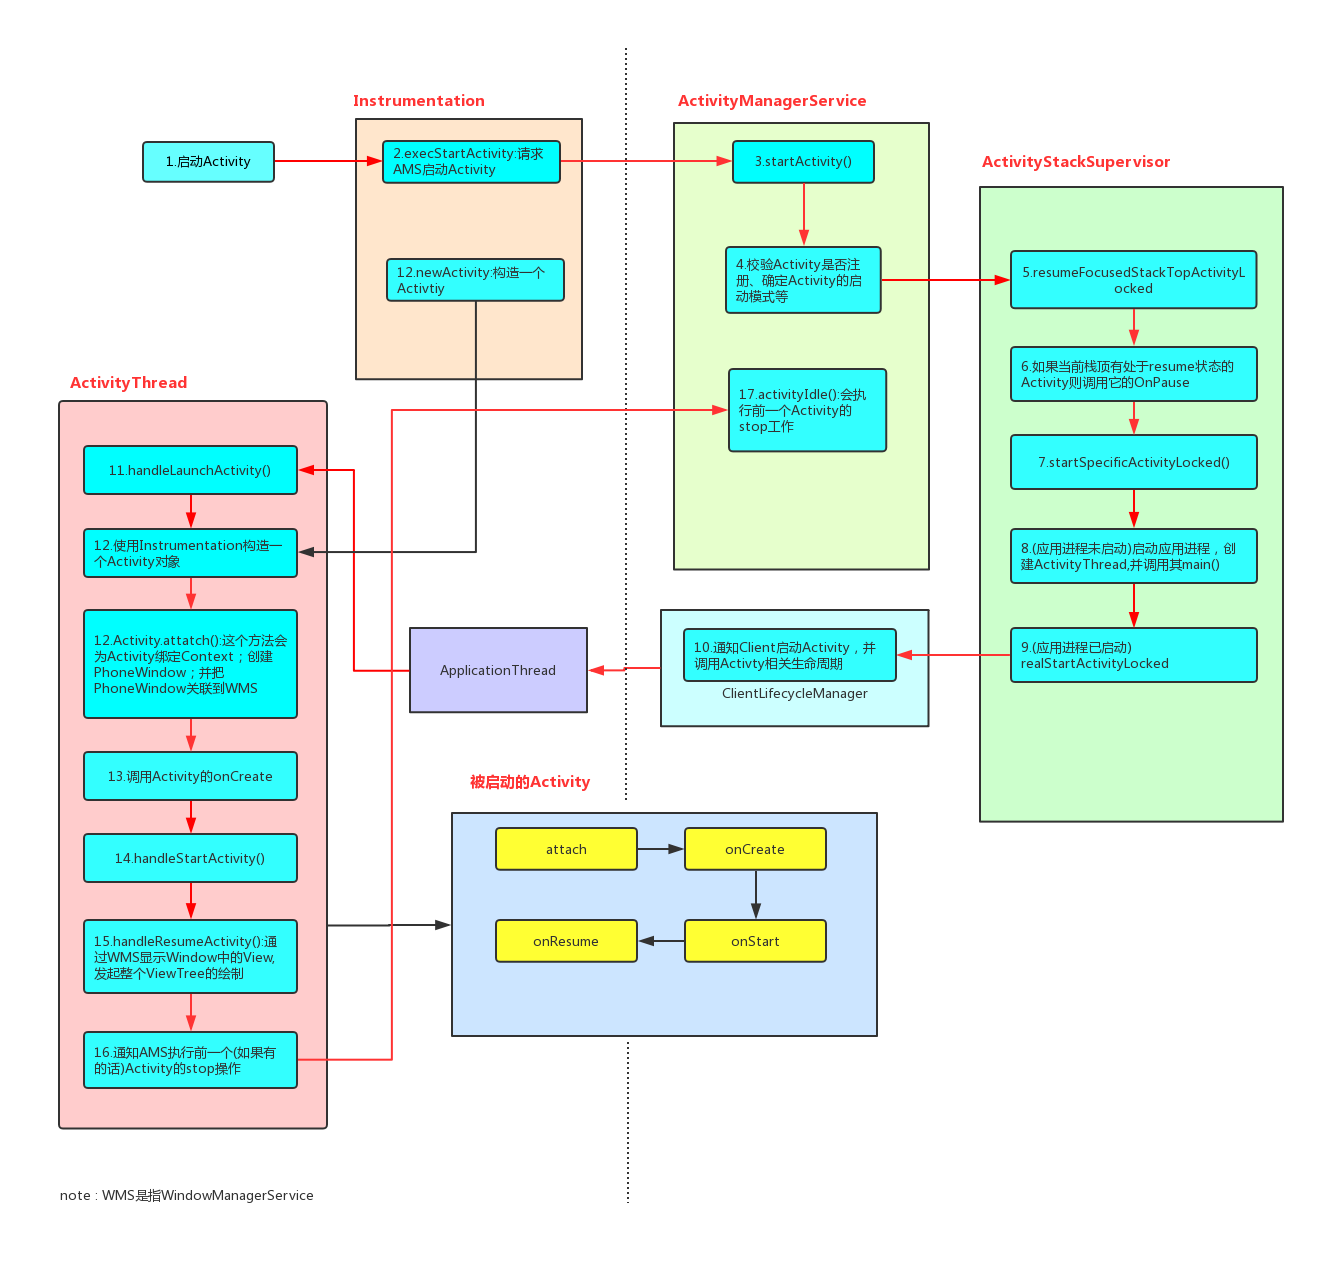 Instrumentation
1.启动Activity
2.execStartActivity:请求
AMS启动Activity
12.newActivity:构造一个
Activtiy
ActivityManagerService
3.startActivity()
4.校验Activity是否注
册、确定Activity的启
动模式等
17.activityIdle():会执
行前一个Activity的
stop工作
ActivityStackSupervisor
5.resumeFocusedStackTopActivityL
ocked
6.如果当前栈顶有处于resume状态的
Activity则调用它的OnPause
7.startSpecificActivityLocked()
8.(应用进程未启动)启动应用进程，创
建ActivityThread,并调用其main()
9.(应用进程已启动)
realStartActivityLocked
10.通知Client启动Activity，并
调用Activty相关生命周期
ClientLifecycleManager
ApplicationThread
ActivityThread
11.handleLaunchActivity()
12.使用Instrumentation构造一
个Activity对象
12.Activity.attatch():这个方法会
为Activity绑定Context；创建
PhoneWindow；并把
PhoneWindow关联到WMS
13.调用Activity的onCreate
14.handleStartActivity()
15.handleResumeActivity():通
过WMS显示Window中的View,
发起整个ViewTree的绘制
16.通知AMS执行前一个(如果有
的话)Activity的stop操作
被启动的Activity
attach
onCreate
onResume
onStart
note : WMS是指WindowManagerService